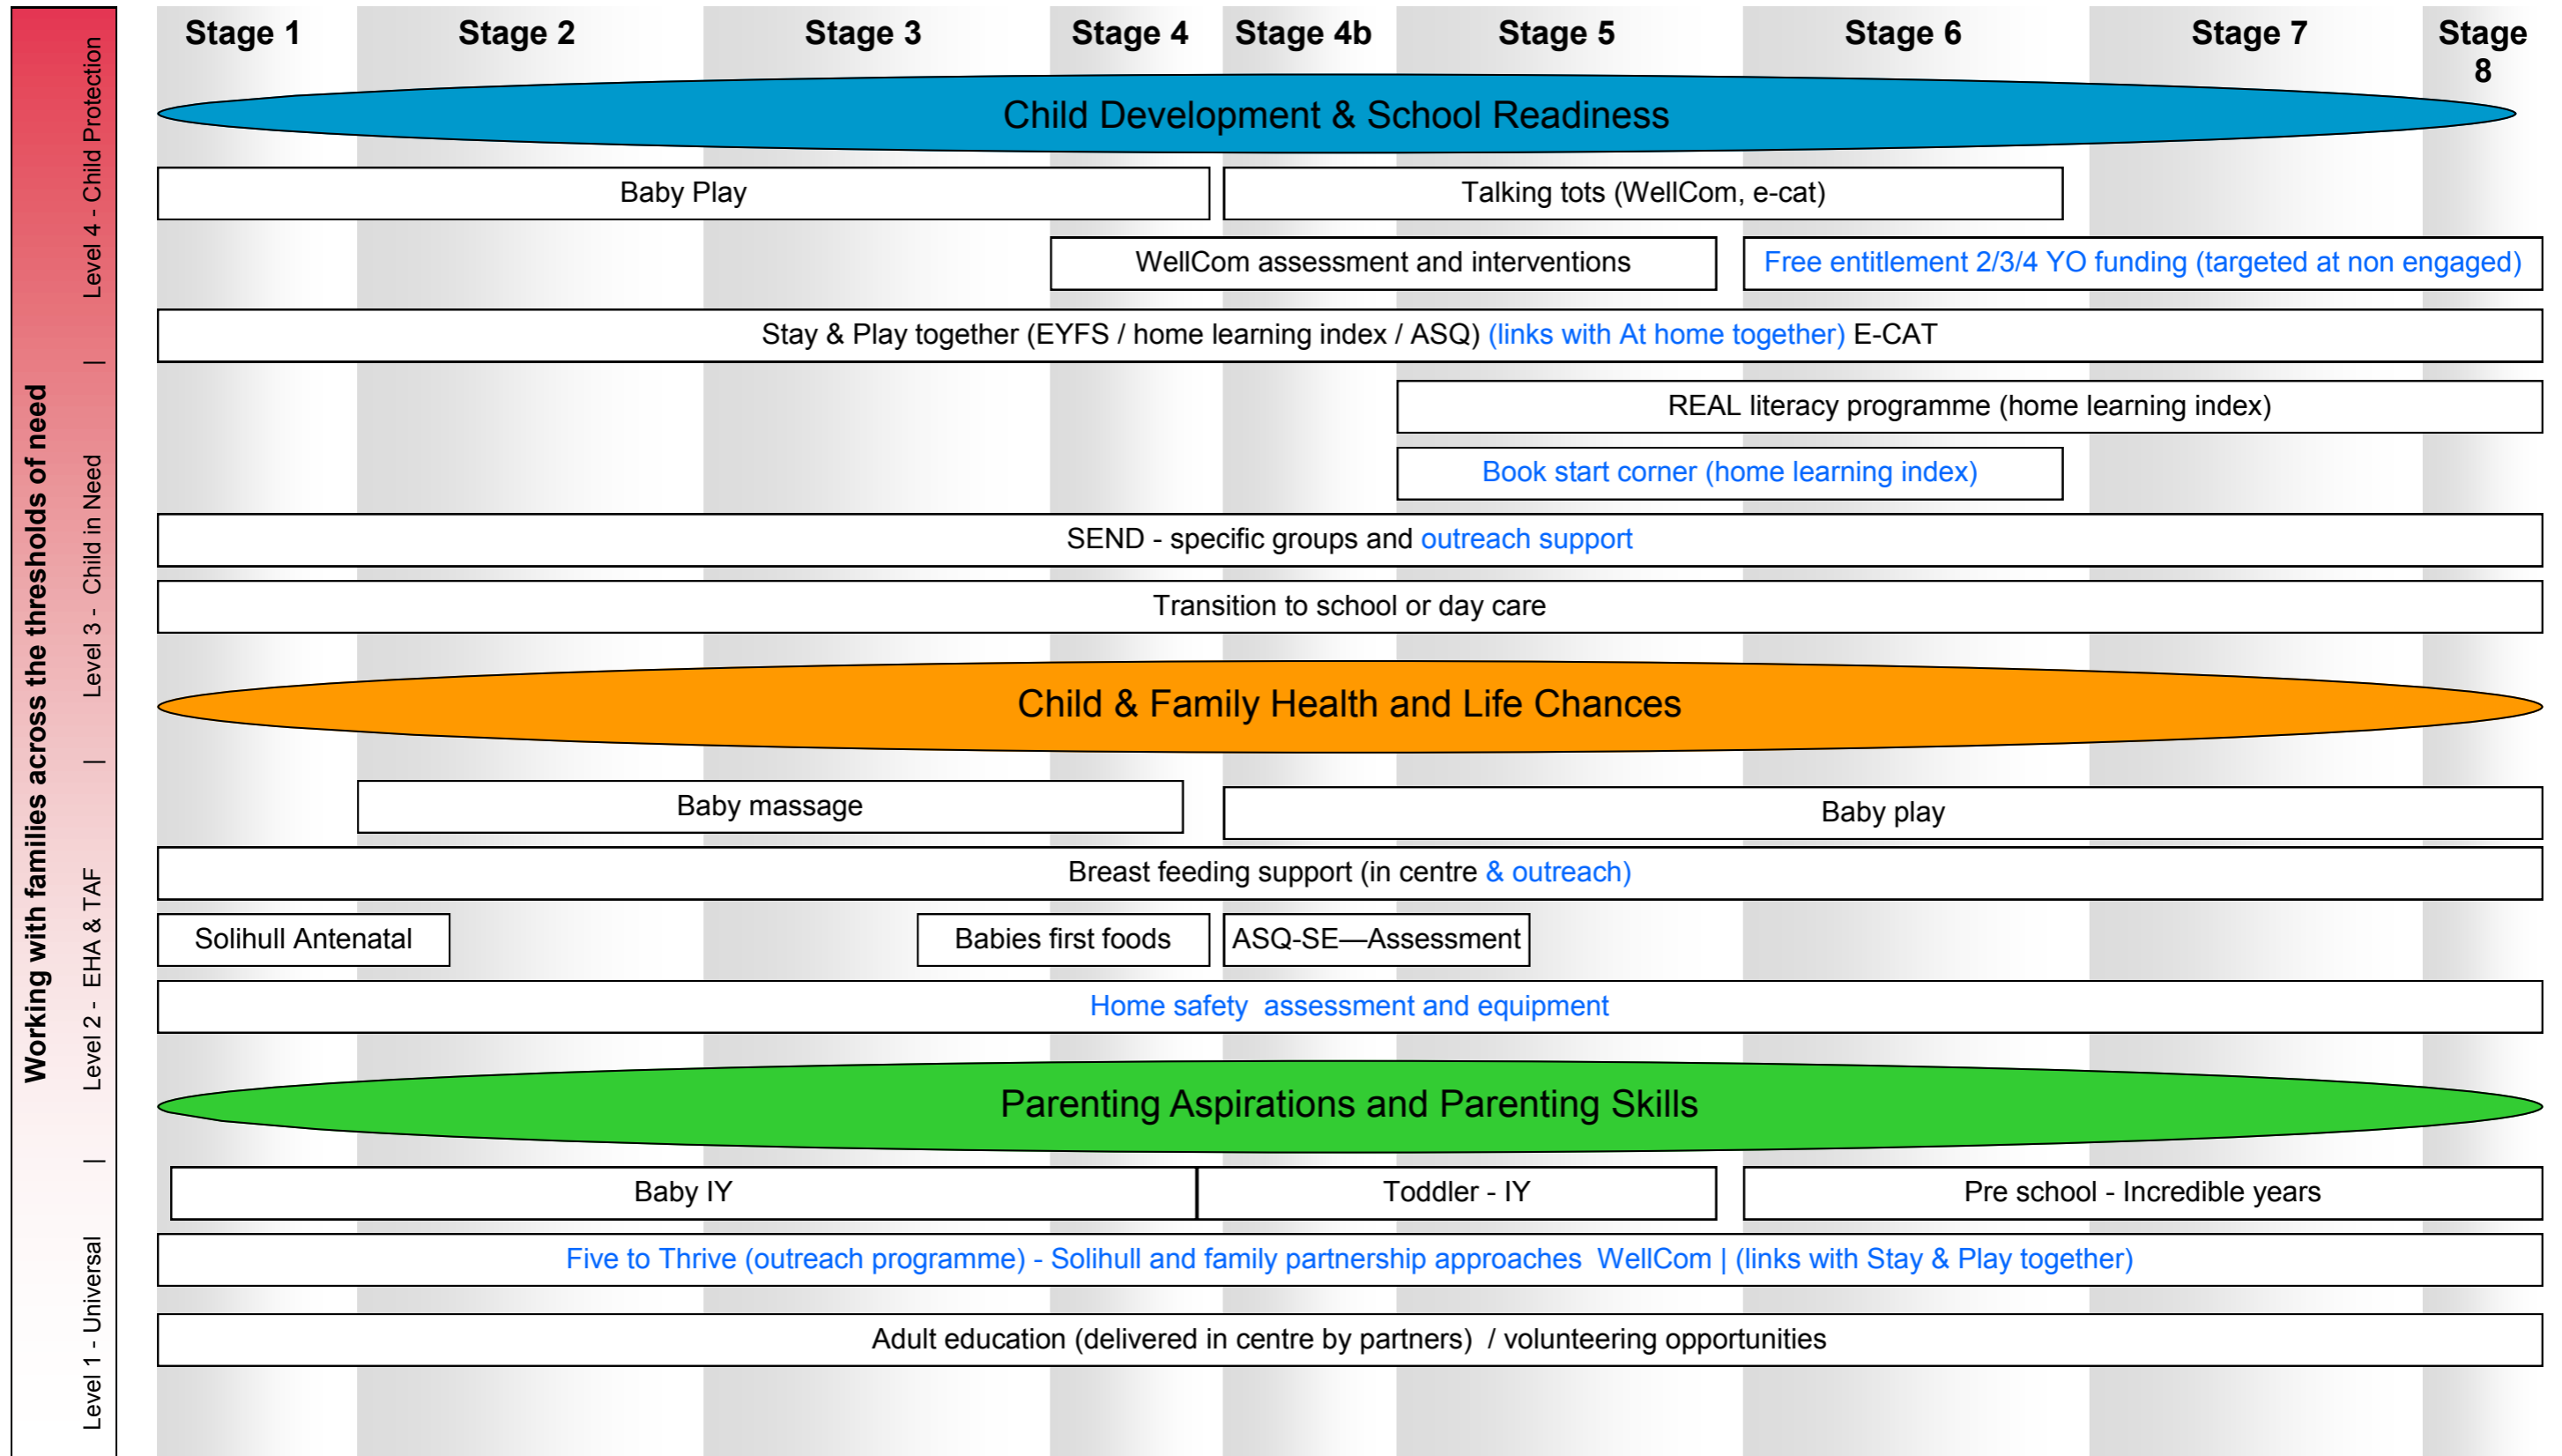 Stage 1
Stage 2
Stage 3
Stage 4
Stage 4b
Stage 5
Stage 6
Stage 7
Stage
8
Working with families across the thresholds of need
Level 1 - Universal | Level 2 - EHA & TAF | Level 3 - Child in Need | Level 4 - Child Protection
Child Development & School Readiness
Baby Play
Talking tots (WellCom, e-cat)
WellCom assessment and interventions
Free entitlement 2/3/4 YO funding (targeted at non engaged)
Stay & Play together (EYFS / home learning index / ASQ) (links with At home together) E-CAT
REAL literacy programme (home learning index)
Book start corner (home learning index)
SEND - specific groups and outreach support
Transition to school or day care
Child & Family Health and Life Chances
Baby massage
Baby play
Breast feeding support (in centre & outreach)
Solihull Antenatal
Babies first foods
ASQ-SE—Assessment
Home safety  assessment and equipment
Parenting Aspirations and Parenting Skills
Baby IY
Toddler - IY
Pre school - Incredible years
Five to Thrive (outreach programme) - Solihull and family partnership approaches  WellCom | (links with Stay & Play together)
Adult education (delivered in centre by partners)  / volunteering opportunities